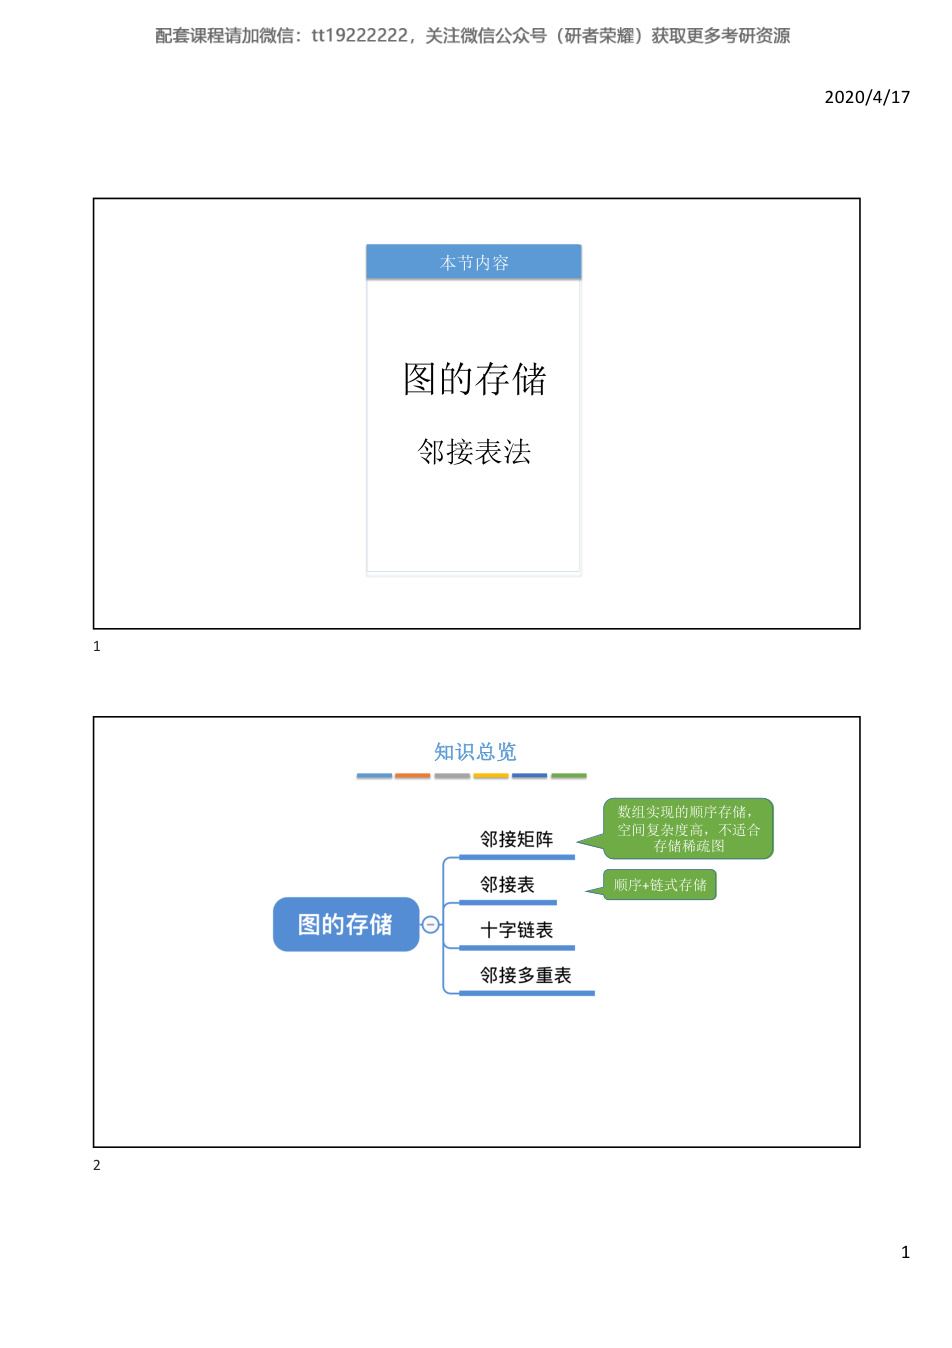 配套课程请加微信：tt19222222，关注微信公众号（研者荣耀）获取更多考研资源
2020/4/17
本节内容
图的存储
邻接表法
1
知识总览
数组实现的顺序存储，
空间复杂度高，不适合
存储稀疏图
邻接矩阵
邻接表
顺序+链式存储
图的存储
十字链表
邻接多重表
2
1